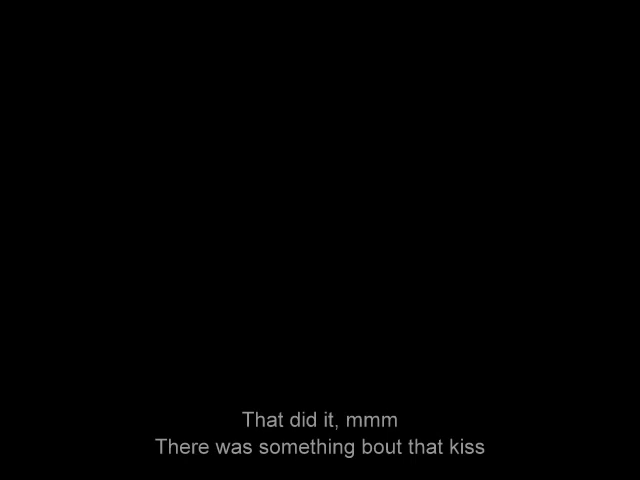 That did it, mmm
There was something bout that kiss